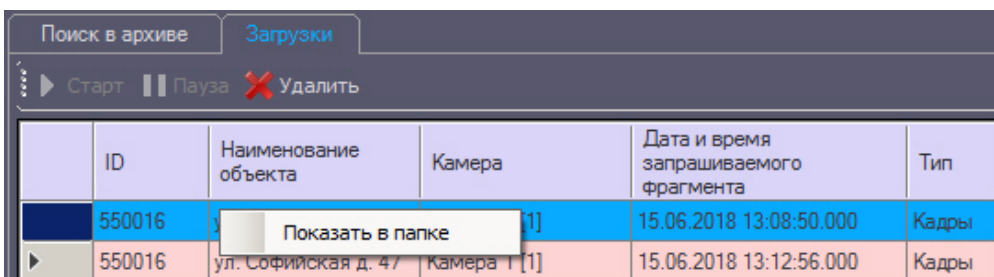 Поиск в архиве Загрузки
Старт Пауза Удалить
ID Наименование объекта Камера Дата и время запрашиваемого фрагмента Тип
550016 [1] 15.06.2018 13:08:50.000 Кадры
Показать в папке
550016 ул. Софийская д. 47 Камера 1 [1] 15.06.2018 13:12:56.000 Кадры